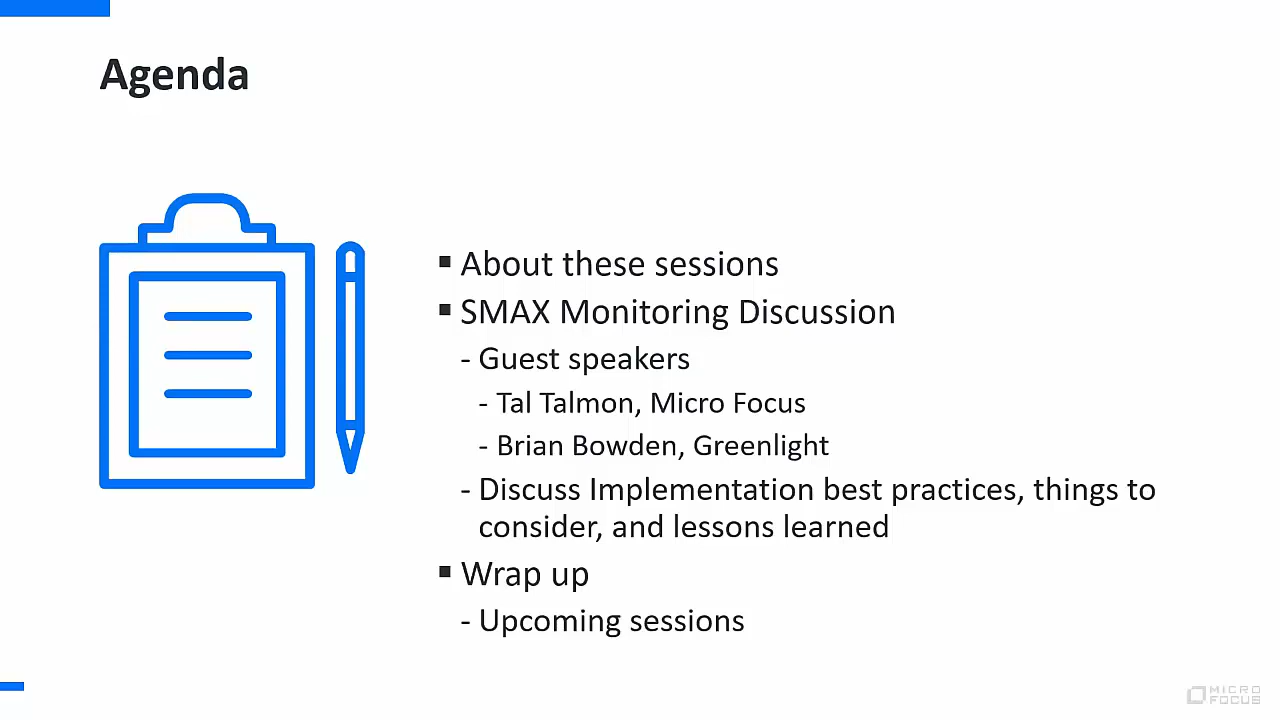 Agenda
▪ About these sessions
▪ SMAX Monitoring Discussion
- Guest speakers
- Tal Talmon, Micro Focus
- Brian Bowden, Greenlight
- Discuss Implementation best practices, things to
consider, and lessons learned
▪ Wrap up
- Upcoming sessions
MICRO
FOCUS